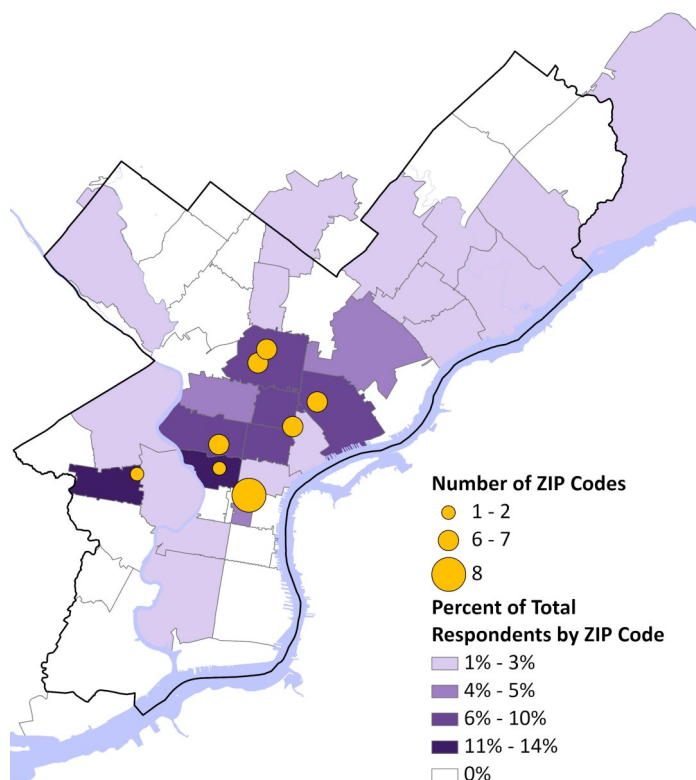 Number of ZIP Codes
1 - 2
6 - 7
8
Percent of Total
Respondents by ZIP Code
1% - 3%
4% - 5%
6% - 10%
11% - 14%
0%